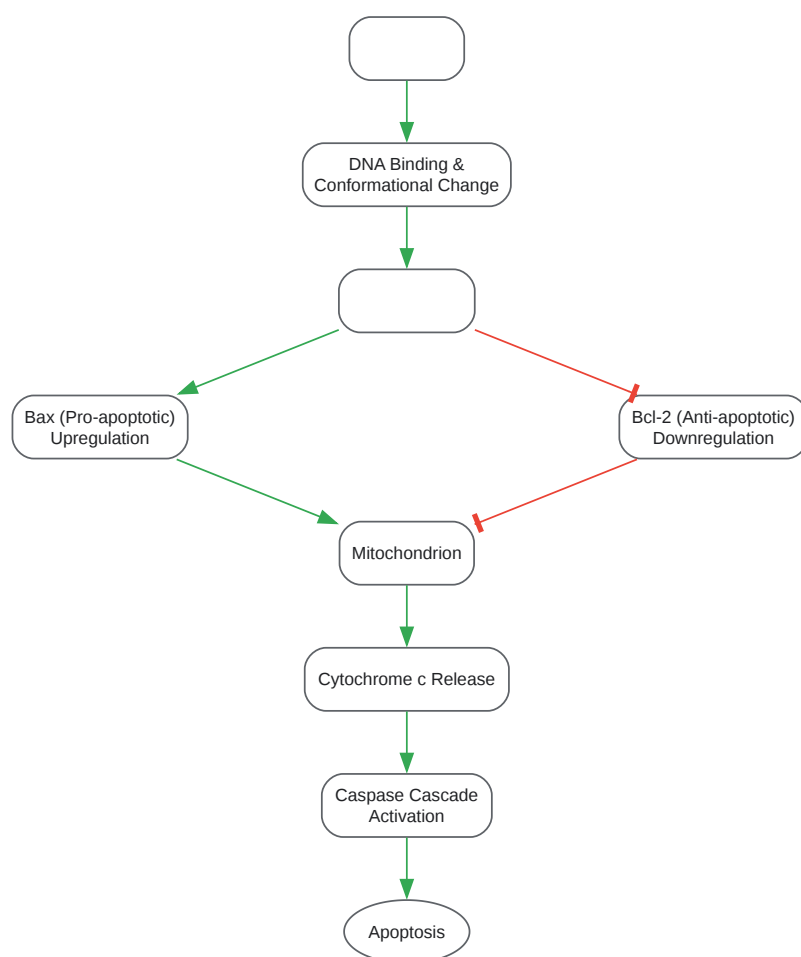 DNA Binding &
Conformational Change
Bax (Pro-apoptotic)
Upregulation
Bcl-2 (Anti-apoptotic)
Downregulation
Mitochondrion
Cytochrome c Release
Caspase Cascade
Activation
Apoptosis